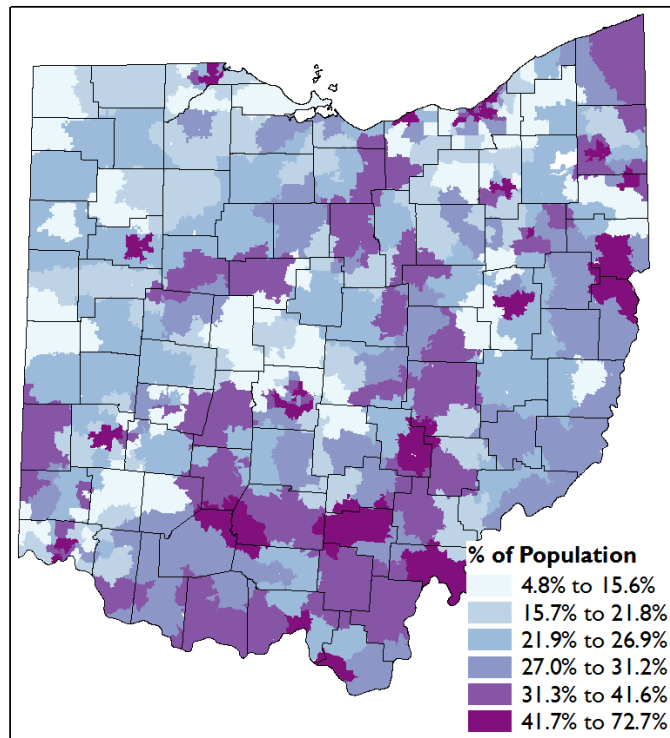 % of Population
4.8% to 15.6%
15.7% to 21.8%
21.9% to 26.9%
27.0% to 31.2%
31.3% to 41.6%
41.7% to 72.7%